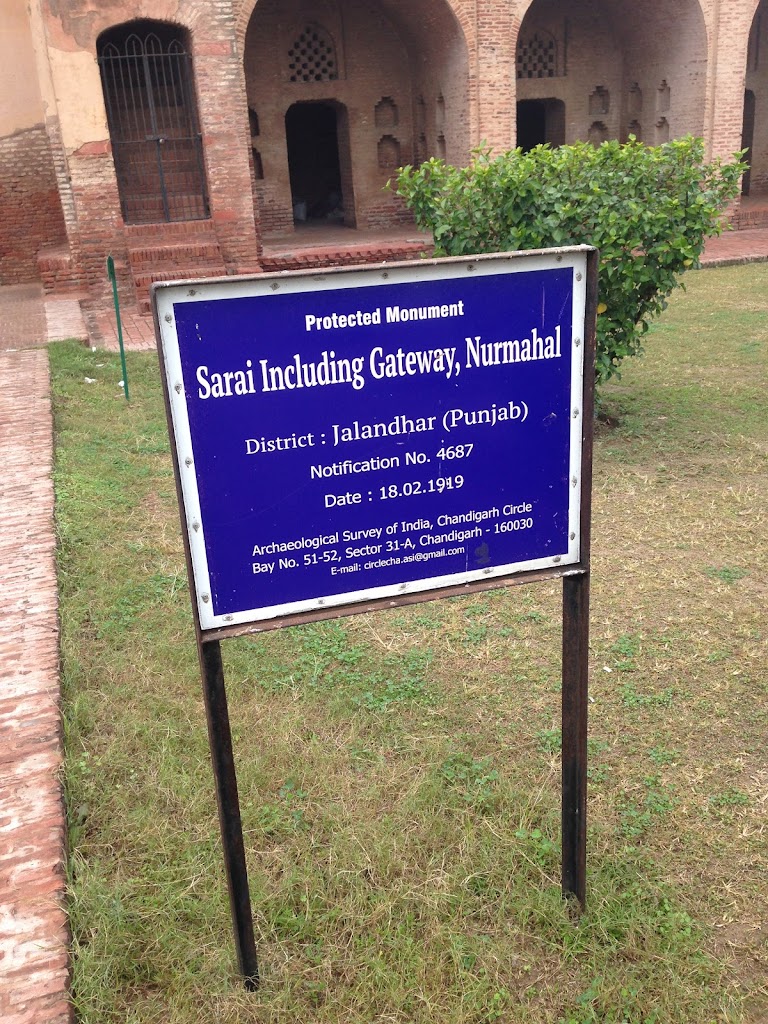 Protected Monument
Sarai Including Gateway, Nurmahal
District : Jalandhar (Punjab)
Notification No. 4687
Date : 18.02.1919
Archaeological Survey of India, Chandigarh Circle
Bay No. 51-52, Sector 31-A, Chandigarh - 160030
E-mail: circlecha.asi@gmail.com